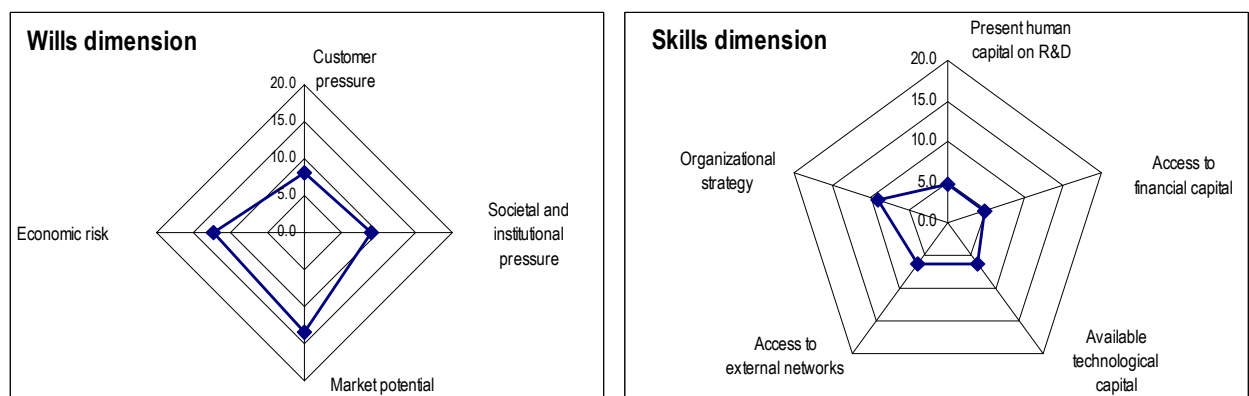 Wills dimension
Customer
pressure
20.0
15.0
10.0
5.0
0.0
Economic risk
Societal and
institutional
pressure
Market potential
Skills dimension
Present human
capital on R&D
20.0
15.0
10.0
5.0
0.0
Organizational
strategy
Access to
financial capital
Access to
external networks
Available
technological
capital